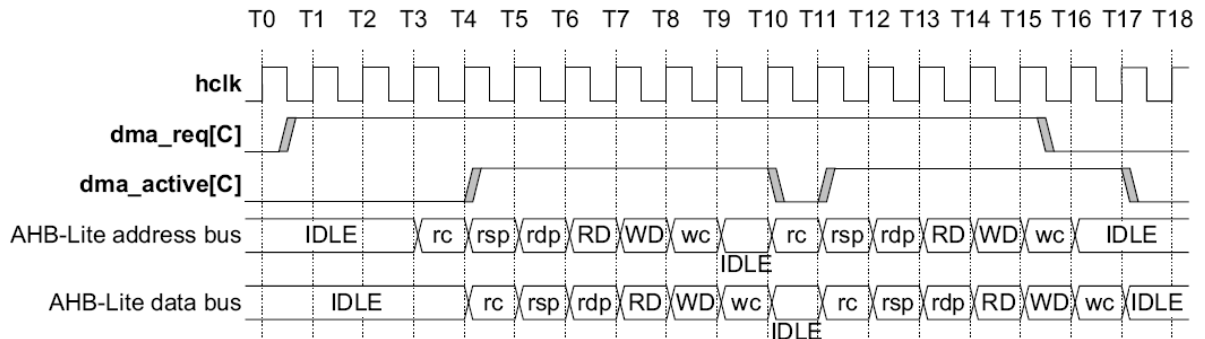 T0 T1 T2 T3 T4 T5 T6 T7 T8 T9 T10 T11 T12 T13 T14 T15 T16 T17 T18
hclk
dma_req[C]
dma_active[C]
AHB-Lite address bus IDLE rc rsp rdp RD WD wc rc rsp rdp RD WD wc IDLE
IDLE
AHB-Lite data bus IDLE rc rsp rdp RD WD wc rc rsp rdp RD WD wc IDLE
IDLE